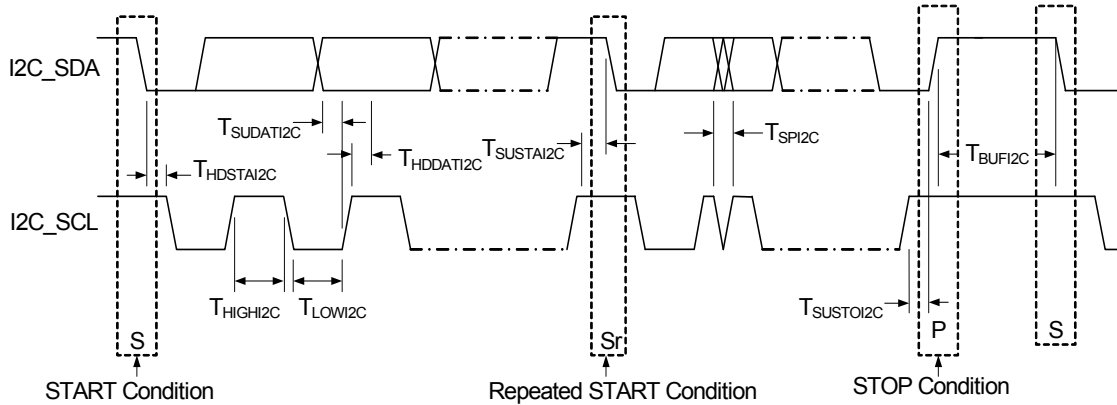 I2C_SDA
T_SUDATI2C
T_HDSTAI2C
T_HDDATI2C
T_SUSTAI2C
T_SPI2C
T_BUFI2C
I2C_SCL
T_HIGHI2C
T_LOWI2C
T_SUSTOI2C
S
Sr
P
S
START Condition
Repeated START Condition
STOP Condition